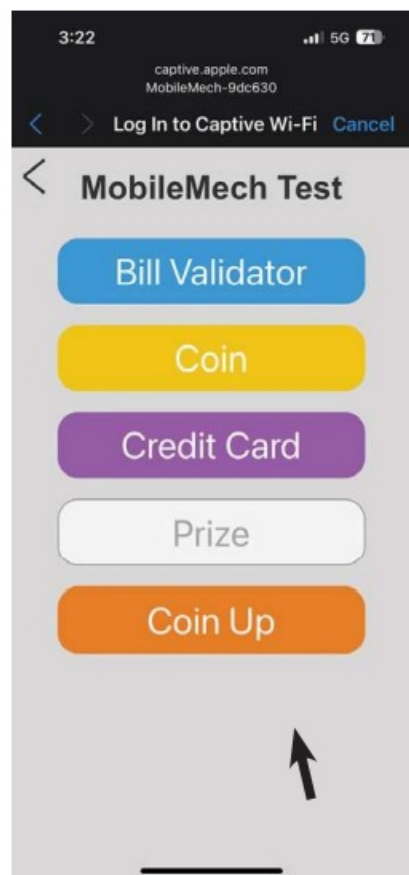 3:22
5G 71
captive.apple.com
MobileMech-9dc630
Log In to Captive Wi-Fi Cancel
MobileMech Test
Bill Validator
Coin
Credit Card
Prize
Coin Up